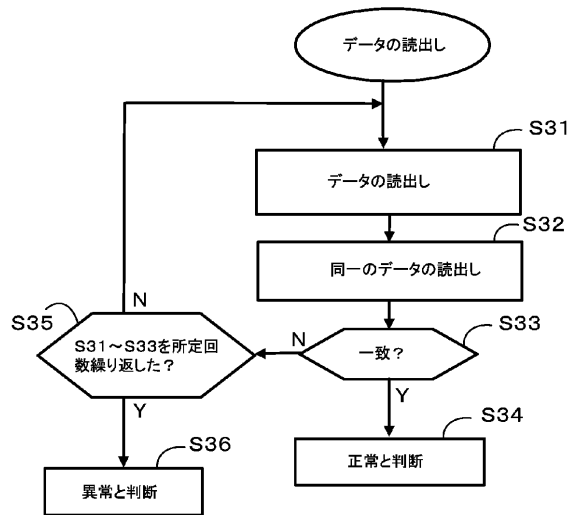 データの読出し
S31
データの読出し
S32
同一のデータの読出し
S33
一致？
N
Y
S35
S31～S33を所定回
数繰り返した？
N
Y
S34
正常と判断
S36
異常と判断